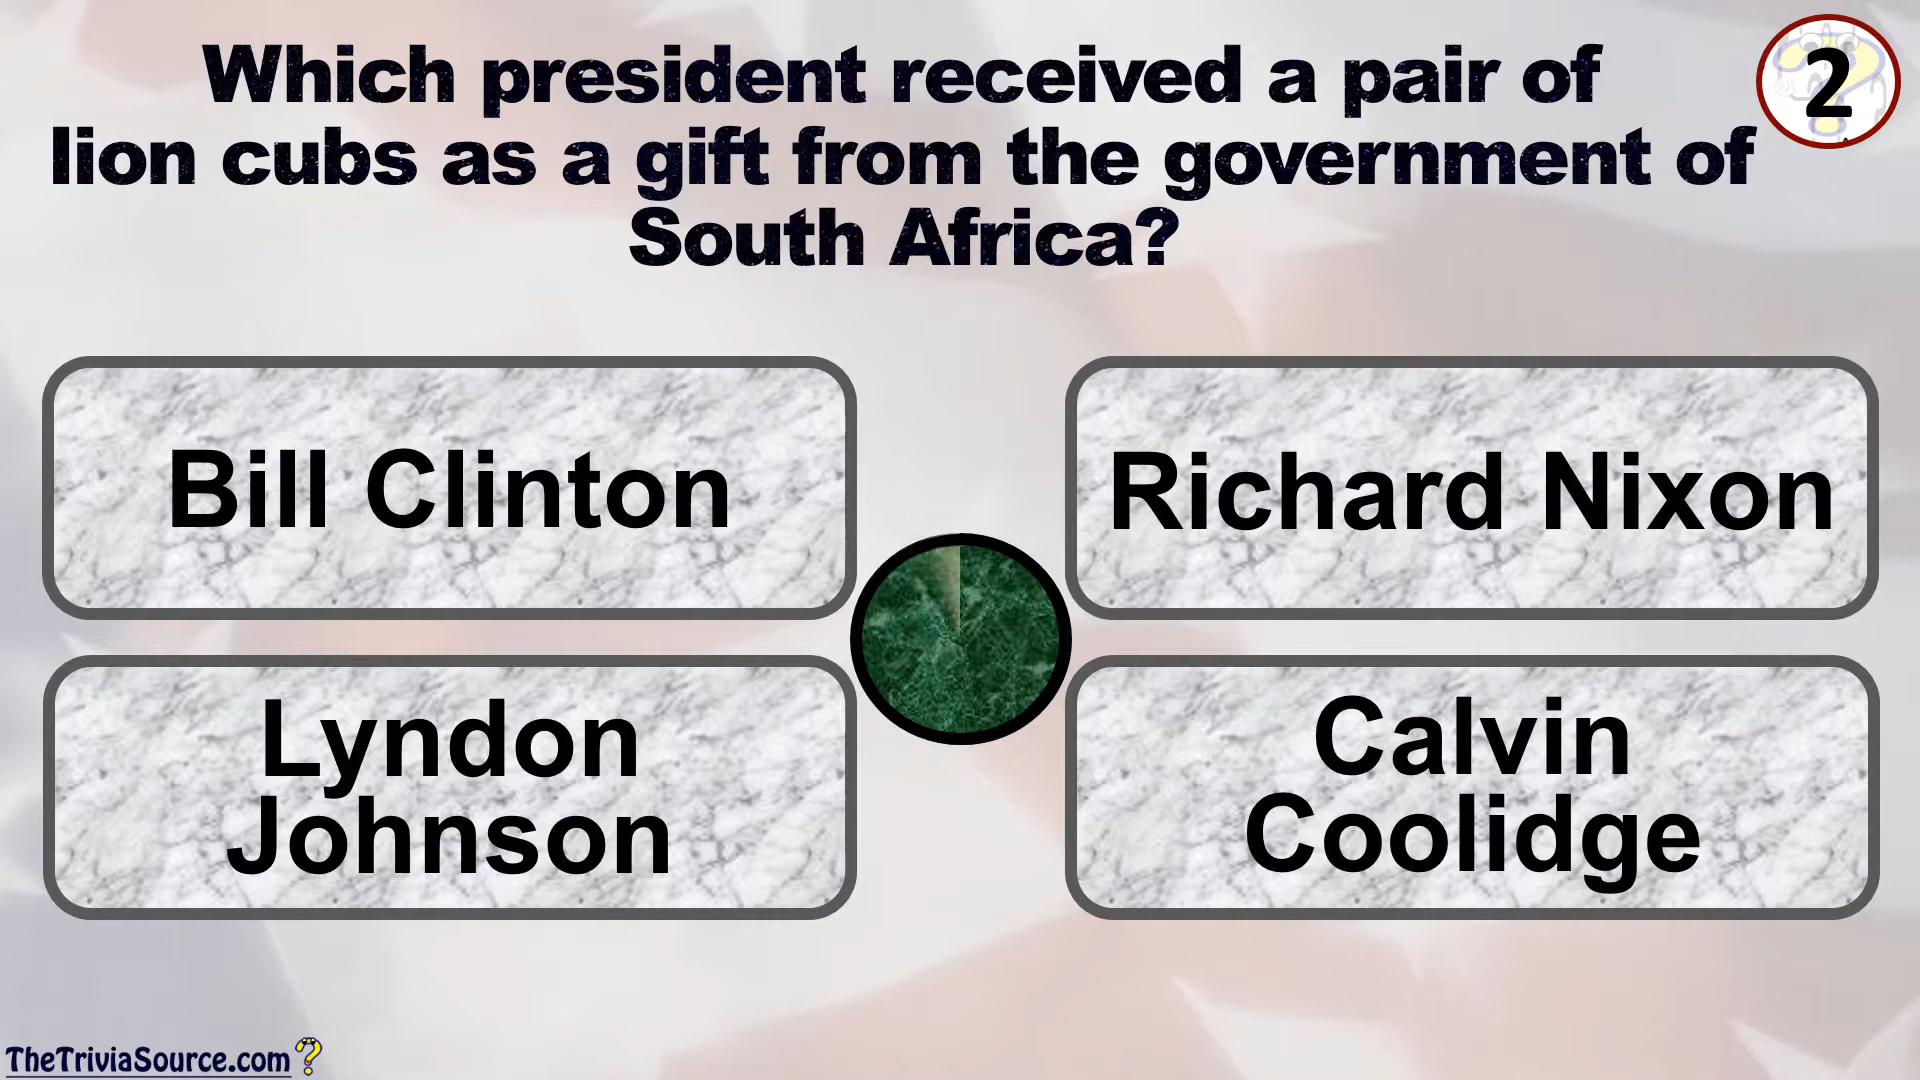 Which president received a pair of
lion cubs as a gift from the government of
South Africa?
2
Bill Clinton
Richard Nixon
Lyndon
Johnson
Calvin
Coolidge
TheTriviaSource.com?